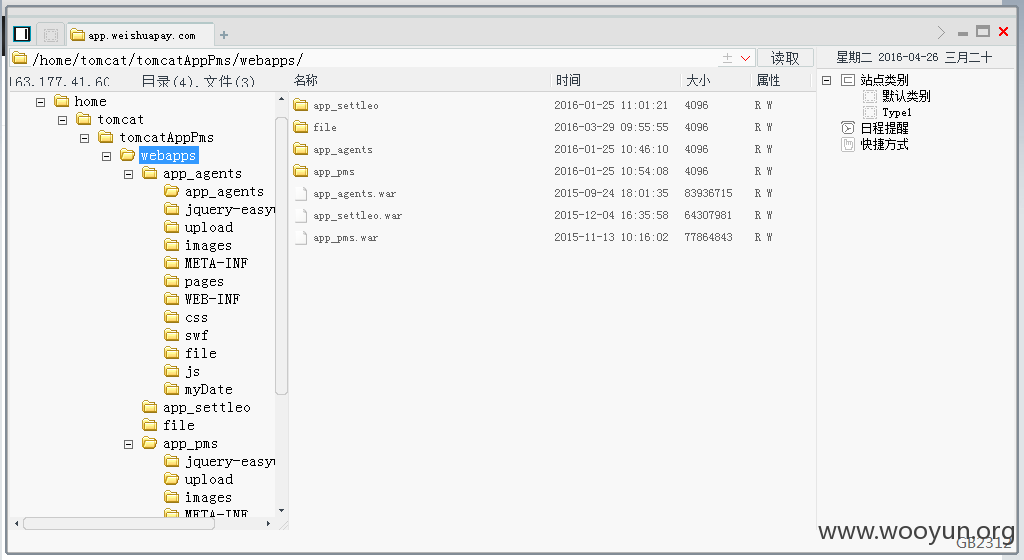 app.weishuapay.com
/home/tomcat/tomcatAppPms/webapps/
读取
星期二 2016-04-26 三月二十
63.177.41.60 目录(4),文件(3)
名称 时间 大小 属性
home
tomcat
tomcatAppPms
webapps
app_agents
app_agents
jquery-easyu
upload
images
META-INF
pages
WEB-INF
css
swf
file
js
myDate
app_settleo
file
app_pms
jquery-easyu
upload
images
META-INF
app_settleo 2016-01-25 11:01:21 4096 R W
file 2016-03-29 09:55:55 4096 R W
app_agents 2016-01-25 10:46:10 4096 R W
app_pms 2016-01-25 10:54:08 4096 R W
app_agents.war 2015-09-24 18:01:35 83936715 R W
app_settleo.war 2015-12-04 16:35:58 64307981 R W
app_pms.war 2015-11-13 10:16:02 77864843 R W
站点类别
默认类别
Type1
日程提醒
快捷方式
www.wooyun.org
GB2312